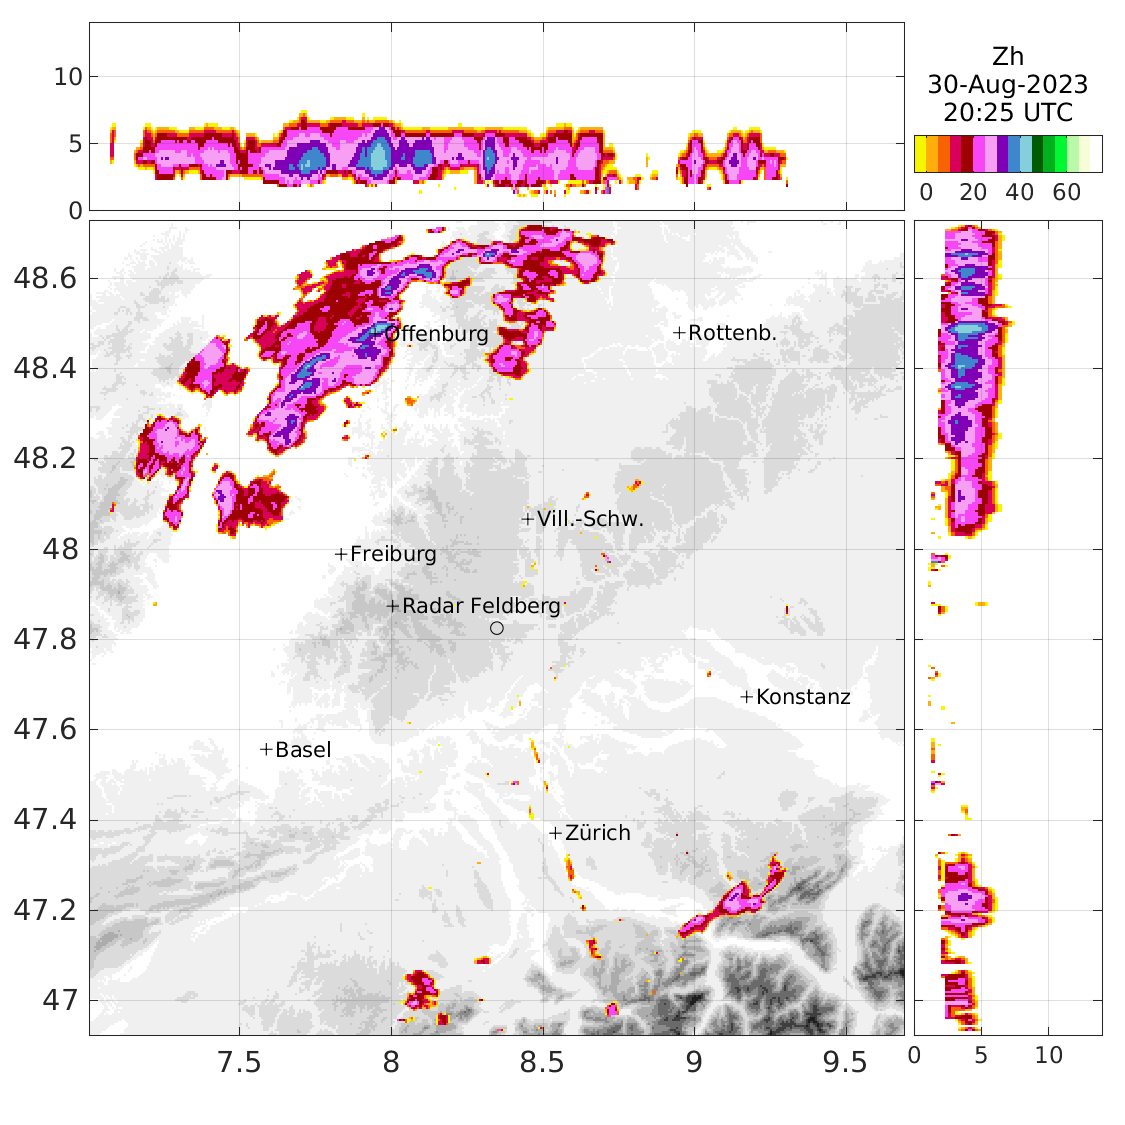 Zh
30-Aug-2023
20:25 UTC
0 20 40 60
10
5
0
48.6
48.4
48.2
48
47.8
47.6
47.4
47.2
47
Offenburg
Rottenb.
Vill.-Schw.
Freiburg
Radar Feldberg
Konstanz
Basel
Zürich
7.5 8 8.5 9 9.5
0 5 10